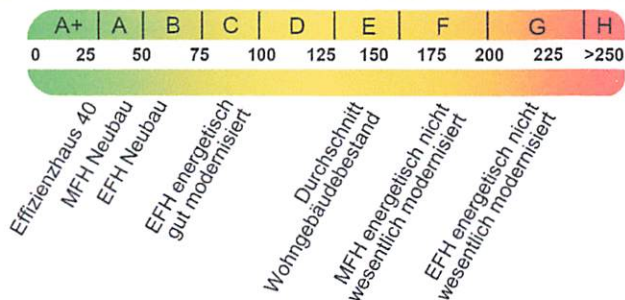 A+ A B C D E F G H
0 25 50 75 100 125 150 175 200 225 >250
Effizienzhaus 40
MFH Neubau
EFH Neubau
EFH energetisch
gut modernisiert
Durchschnitt
Wohngebäudebestand
MFH energetisch nicht
wesentlich modernisiert
EFH energetisch nicht
wesentlich modernisiert